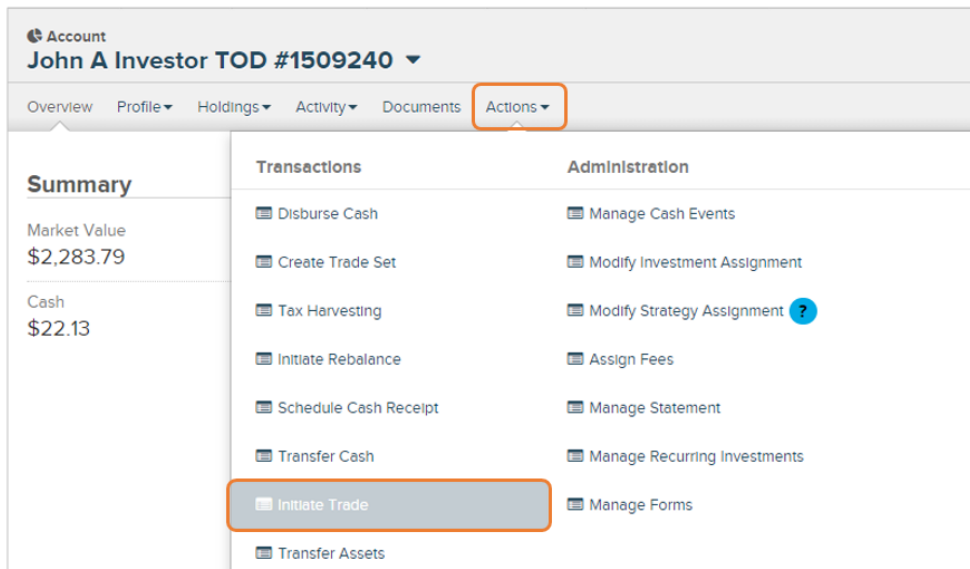 Account
John A Investor TOD #1509240
Overview Profile Holdings Activity Documents Actions
Summary
Market Value
$2,283.79
Cash
$22.13
Transactions
Disburse Cash
Create Trade Set
Tax Harvesting
Initiate Rebalance
Schedule Cash Receipt
Transfer Cash
Initiate Trade
Transfer Assets
Administration
Manage Cash Events
Modify Investment Assignment
Modify Strategy Assignment ?
Assign Fees
Manage Statement
Manage Recurring Investments
Manage Forms